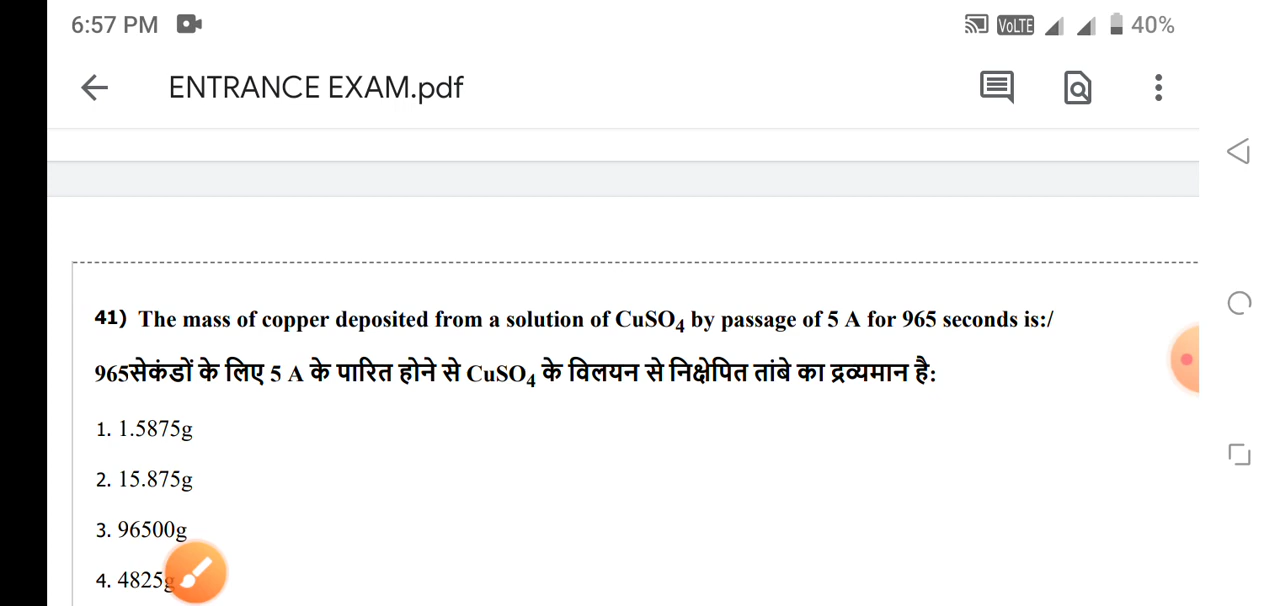 6:57 PM VoLTE 40%
ENTRANCE EXAM.pdf
41) The mass of copper deposited from a solution of CuSO4 by passage of 5 A for 965 seconds is:/
965सेकंडों के लिए 5 A के पारित होने से CuSO4 के विलयन से निक्षेपित तांबे का द्रव्यमान है:
1. 1.5875g
2. 15.875g
3. 96500g
4. 4825g